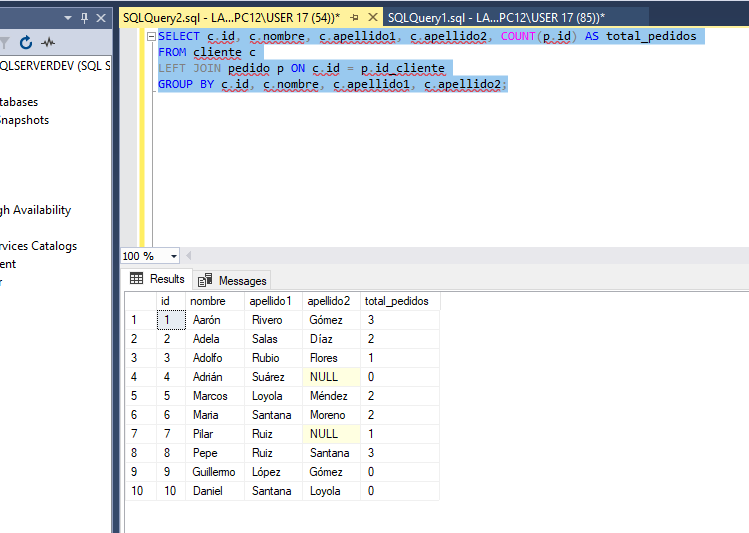 SQLQuery2.sql - LA...PC12\USER 17 (54))*
SQLQuery1.sql - LA...PC12\USER 17 (85))*
QLSERVERDEV (SQL S
tabases
Snapshots
gh Availability
rvices Catalogs
ent
r
SELECT c.id, c.nombre, c.apellido1, c.apellido2, COUNT(p.id) AS total_pedidos
FROM cliente c
LEFT JOIN pedido p ON c.id = p.id_cliente
GROUP BY c.id, c.nombre, c.apellido1, c.apellido2;
100 %
Results Messages
id nombre apellido1 apellido2 total_pedidos
1 1 Aarón Rivero Gómez 3
2 2 Adela Salas Díaz 2
3 3 Adolfo Rubio Flores 1
4 4 Adrián Suárez NULL 0
5 5 Marcos Loyola Méndez 2
6 6 Maria Santana Moreno 2
7 7 Pilar Ruiz NULL 1
8 8 Pepe Ruiz Santana 3
9 9 Guillermo López Gómez 0
10 10 Daniel Santana Loyola 0